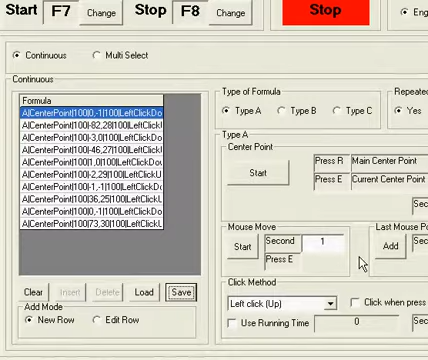 Start F7 Change Stop F8 Change Stop Eng
Continuous Multi Select
Continuous
Formula
A|CenterPoint|100|0,-1|100|LeftClickDo
A|CenterPoint|100|-82,28|100|LeftClickU
A|CenterPoint|100|-3,0|100|LeftClickDo
A|CenterPoint|100|-46,27|100|LeftClickU
A|CenterPoint|100|1,0|100|LeftClickDou
A|CenterPoint|100|-2,29|100|LeftClickU
A|CenterPoint|100|-1,-1|100|LeftClickD
A|CenterPoint|100|36,25|100|LeftClickU
A|CenterPoint|100|0,-1|100|LeftClickDo
A|CenterPoint|100|73,30|100|LeftClickU
Clear Insert Delete Load Save
Add Mode
New Row Edit Row
Type of Formula
Type A Type B Type C
Repeated
Yes
Type A
Center Point
Start
Press R Main Center Point
Press E Current Center Point
Sec
Mouse Move
Start Second 1
Press E
Last Mouse Po
Add Sec
Click Method
Left click (Up) Click when press
Use Running Time 0 Sec